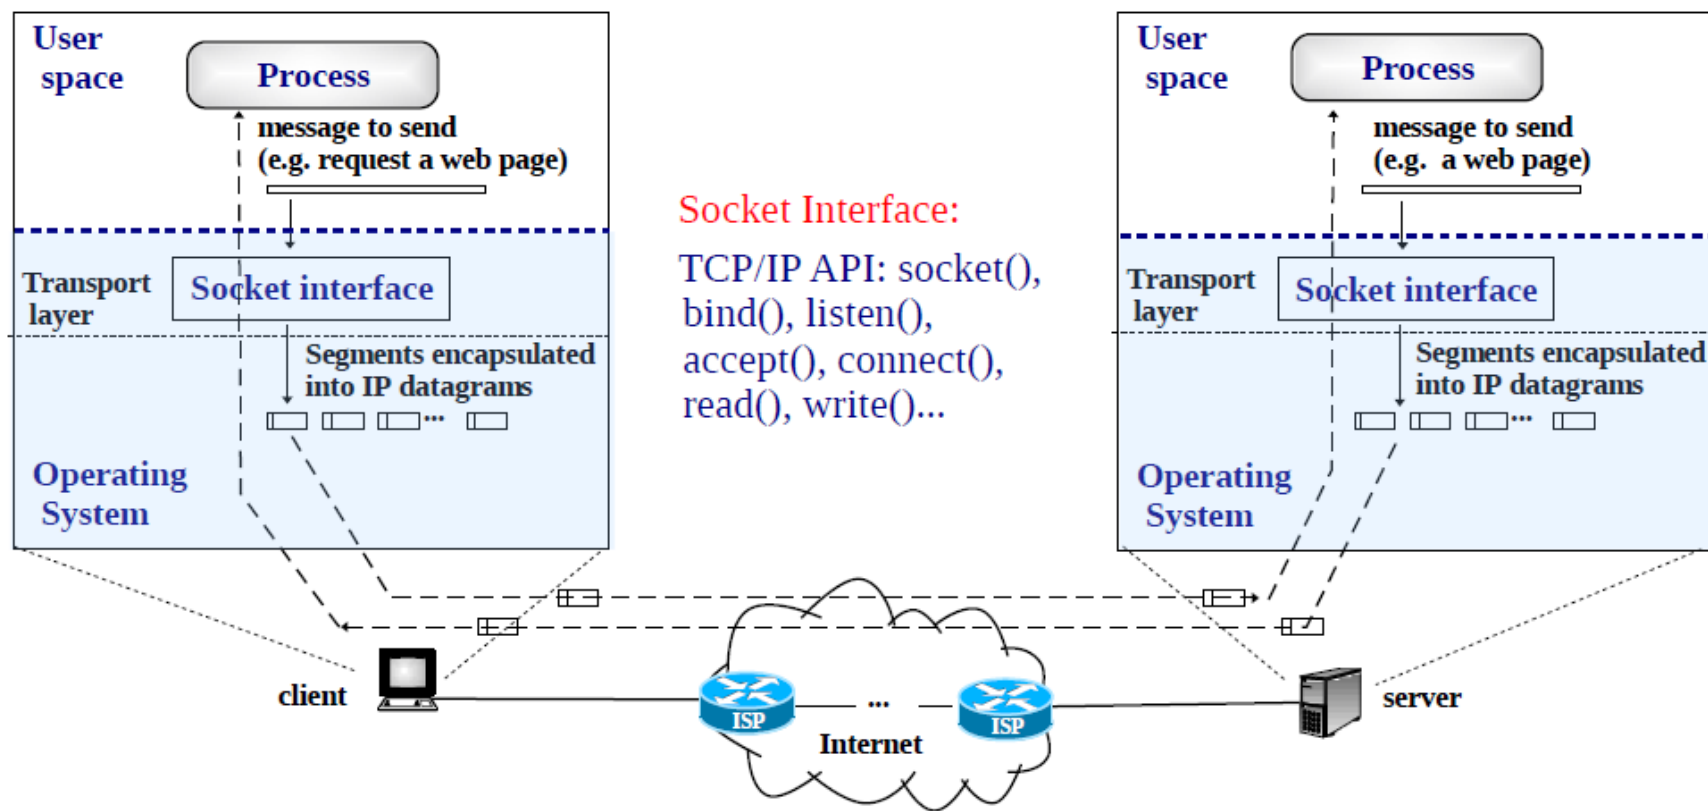 User
space
Process
message to send
(e.g. request a web page)
Transport
layer
Socket interface
Segments encapsulated
into IP datagrams
...
Operating
System
Socket Interface:
TCP/IP API: socket(),
bind(), listen(),
accept(), connect(),
read(), write()...
User
space
Process
message to send
(e.g. a web page)
Transport
layer
Socket interface
Segments encapsulated
into IP datagrams
...
Operating
System
client
ISP
...
ISP
Internet
server